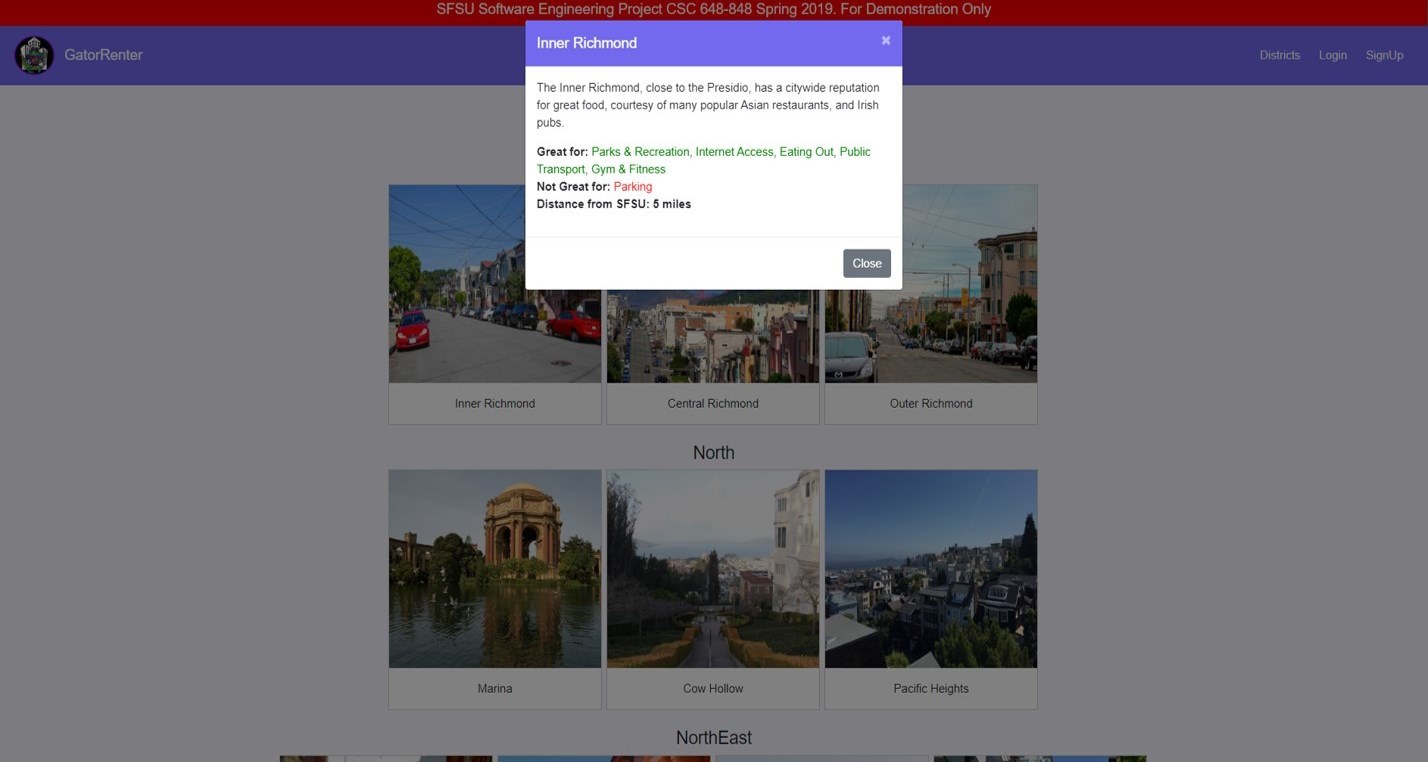 SFSU Software Engineering Project CSC 648-848 Spring 2019. For Demonstration Only
GatorRenter
Districts
Login
SignUp
Inner Richmond
×
The Inner Richmond, close to the Presidio, has a citywide reputation
for great food, courtesy of many popular Asian restaurants, and Irish
pubs.
Great for: Parks & Recreation, Internet Access, Eating Out, Public
Transport, Gym & Fitness
Not Great for: Parking
Distance from SFSU: 5 miles
Close
Inner Richmond
Central Richmond
Outer Richmond
North
Marina
Cow Hollow
Pacific Heights
NorthEast